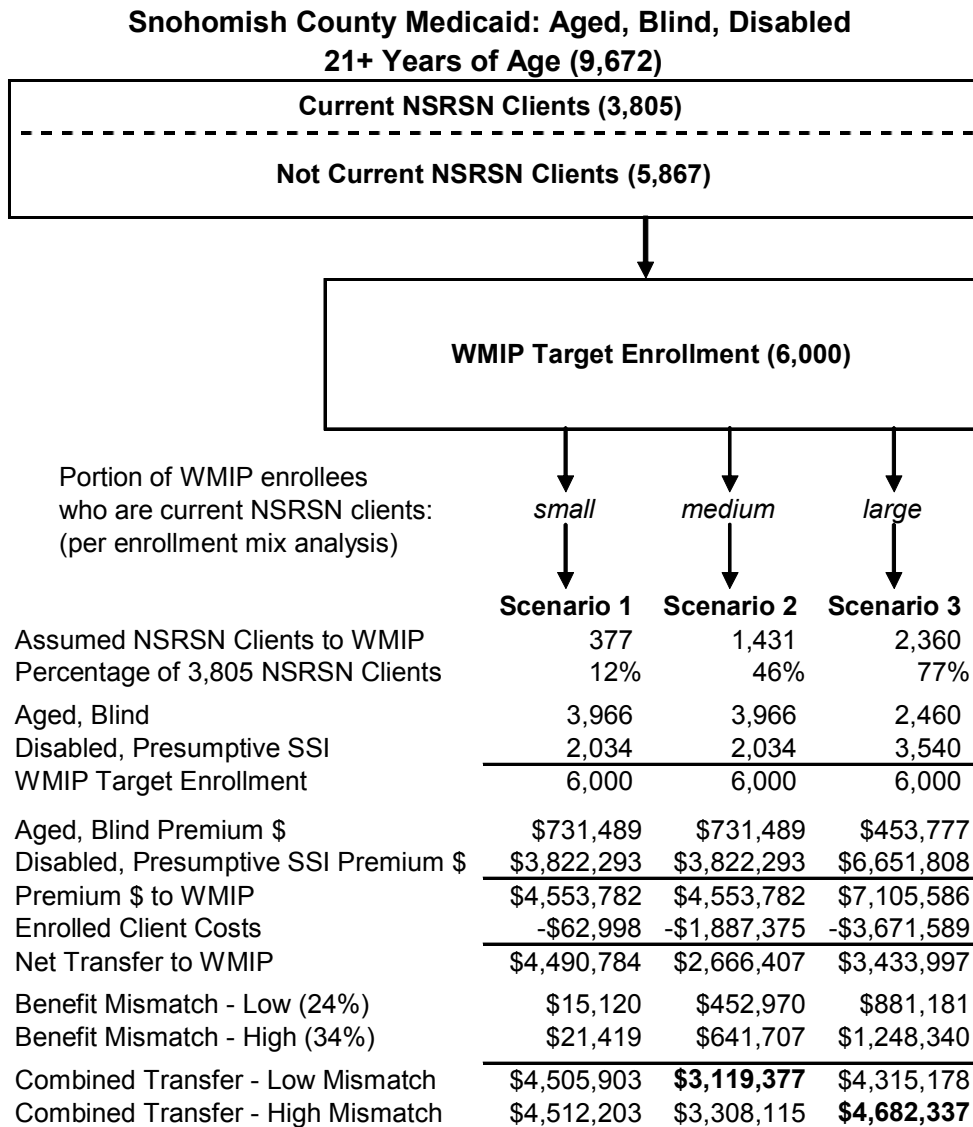 Snohomish County Medicaid: Aged, Blind, Disabled
21+ Years of Age (9,672)
Current NSRSN Clients (3,805)
Not Current NSRSN Clients (5,867)
WMIP Target Enrollment (6,000)
Portion of WMIP enrollees
who are current NSRSN clients:
(per enrollment mix analysis)
small medium large
Scenario 1 Scenario 2 Scenario 3
Assumed NSRSN Clients to WMIP 377 1,431 2,360
Percentage of 3,805 NSRSN Clients 12% 46% 77%
Aged, Blind 3,966 3,966 2,460
Disabled, Presumptive SSI 2,034 2,034 3,540
WMIP Target Enrollment 6,000 6,000 6,000
Aged, Blind Premium $ $731,489 $731,489 $453,777
Disabled, Presumptive SSI Premium $ $3,822,293 $3,822,293 $6,651,808
Premium $ to WMIP $4,553,782 $4,553,782 $7,105,586
Enrolled Client Costs -$62,998 -$1,887,375 -$3,671,589
Net Transfer to WMIP $4,490,784 $2,666,407 $3,433,997
Benefit Mismatch - Low (24%) $15,120 $452,970 $881,181
Benefit Mismatch - High (34%) $21,419 $641,707 $1,248,340
Combined Transfer - Low Mismatch $4,505,903 $3,119,377 $4,315,178
Combined Transfer - High Mismatch $4,512,203 $3,308,115 $4,682,337